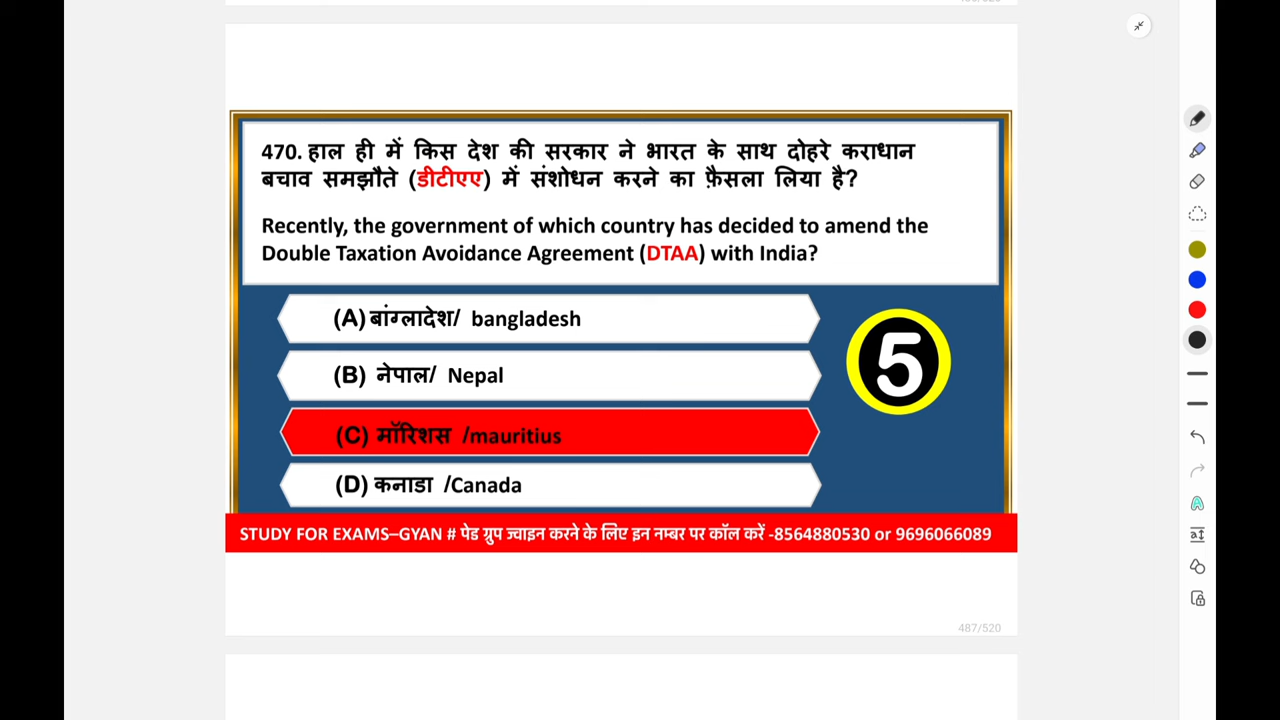 470. हाल ही में किस देश की सरकार ने भारत के साथ दोहरे कराधान
बचाव समझौते (डीटीएए) में संशोधन करने का फ़ैसला लिया है?
Recently, the government of which country has decided to amend the
Double Taxation Avoidance Agreement (DTAA) with India?
(A) बांग्लादेश/ bangladesh
(B) नेपाल/ Nepal
(C) मॉरिशस /mauritius
(D) कनाडा /Canada
5
STUDY FOR EXAMS–GYAN # पेड ग्रुप ज्वाइन करने के लिए इन नम्बर पर कॉल करें -8564880530 or 9696066089
487/520